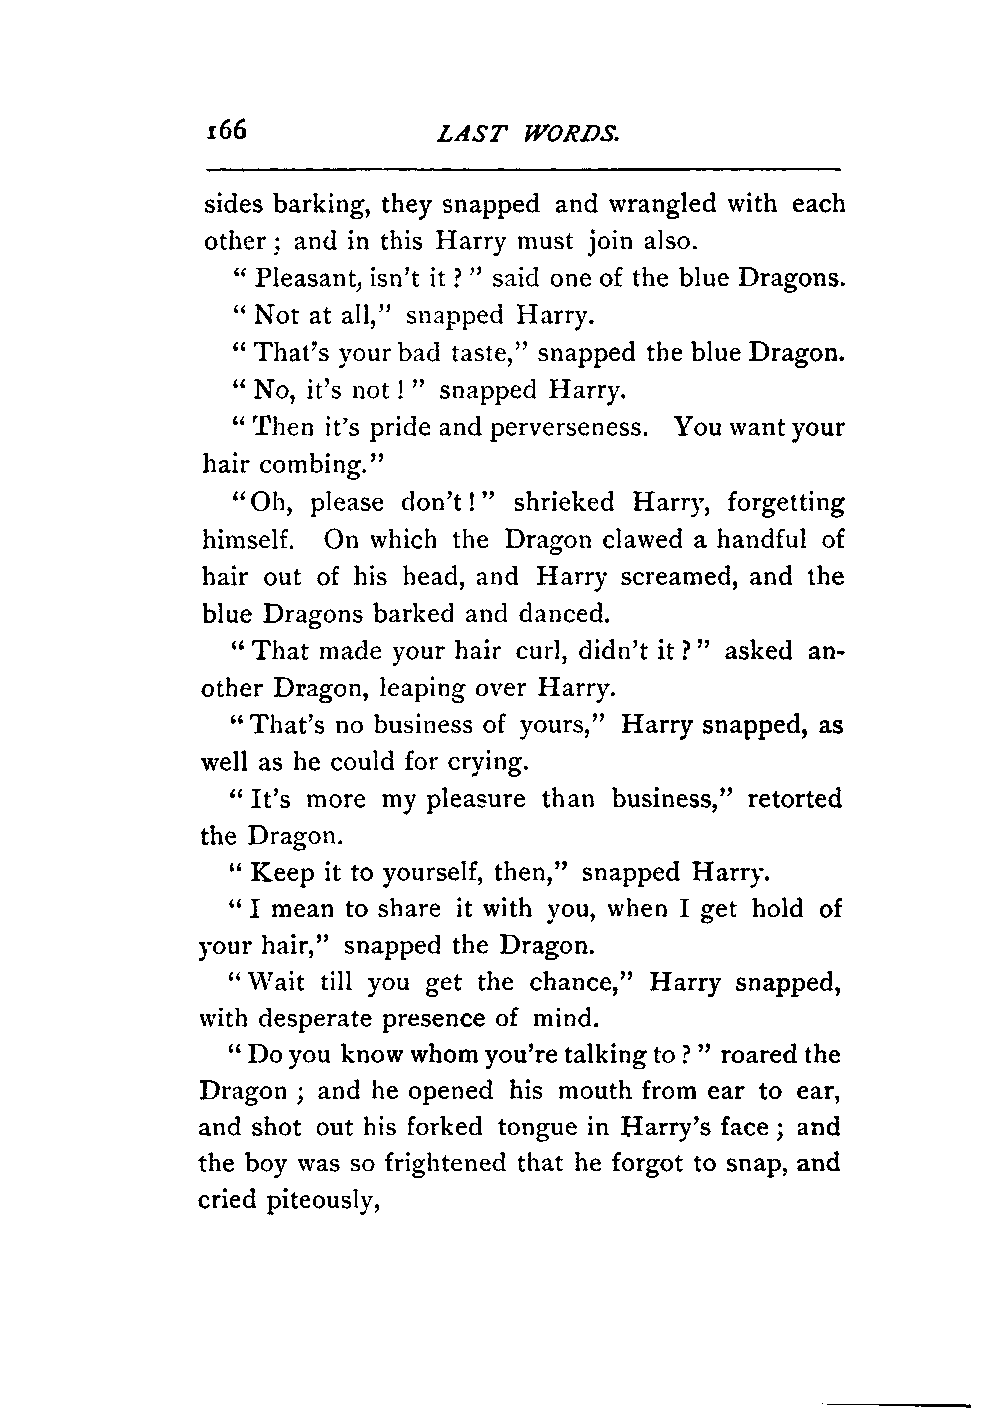 166 LAST WORDS.
sides barking, they snapped and wrangled with each
other ; and in this Harry must join also.
“ Pleasant, isn't it ? ” said one of the blue Dragons.
“ Not at all,” snapped Harry.
“ That's your bad taste,” snapped the blue Dragon.
“ No, it's not ! ” snapped Harry.
“ Then it's pride and perverseness. You want your
hair combing.”
“Oh, please don't ! ” shrieked Harry, forgetting
himself. On which the Dragon clawed a handful of
hair out of his head, and Harry screamed, and the
blue Dragons barked and danced.
“ That made your hair curl, didn't it ? ” asked an-
other Dragon, leaping over Harry.
“ That's no business of yours,” Harry snapped, as
well as he could for crying.
“ It's more my pleasure than business,” retorted
the Dragon.
“ Keep it to yourself, then,” snapped Harry.
“ I mean to share it with you, when I get hold of
your hair,” snapped the Dragon.
“ Wait till you get the chance,” Harry snapped,
with desperate presence of mind.
“ Do you know whom you're talking to ? ” roared the
Dragon ; and he opened his mouth from ear to ear,
and shot out his forked tongue in Harry's face ; and
the boy was so frightened that he forgot to snap, and
cried piteously,